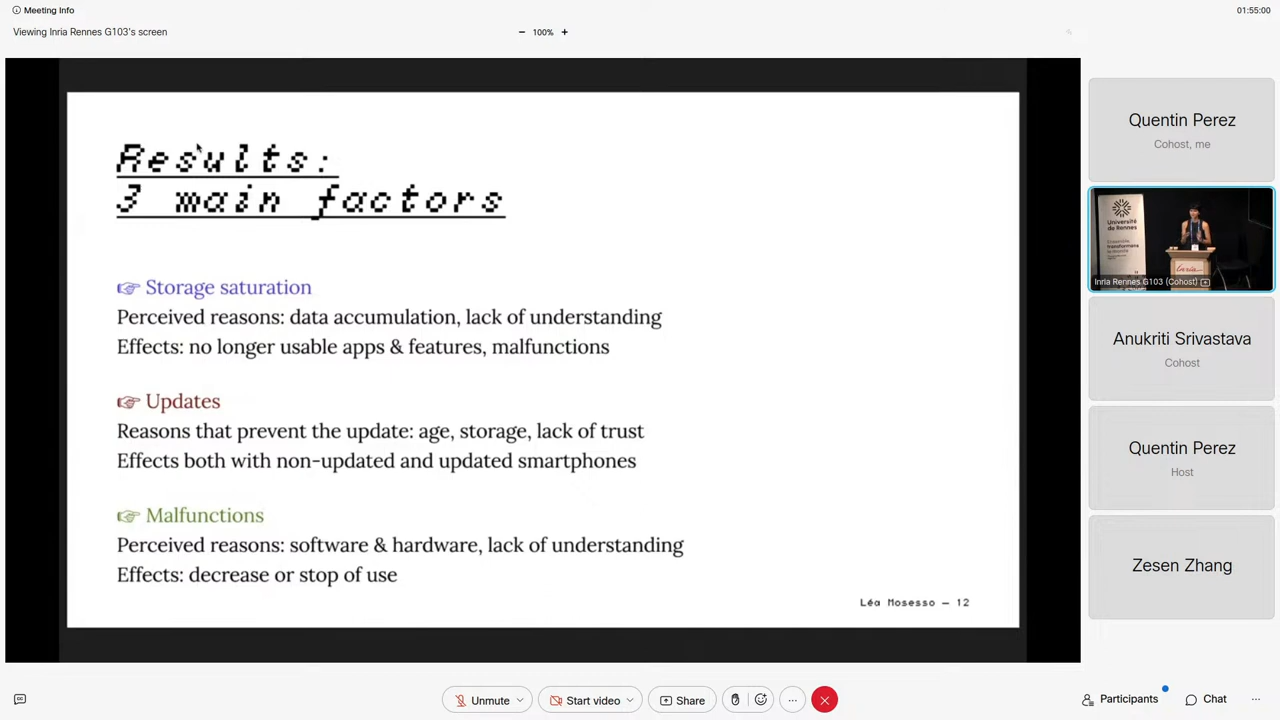 Meeting Info
01:55:00
Viewing Inria Rennes G103's screen
100%
Results:
3 main factors
Storage saturation
Perceived reasons: data accumulation, lack of understanding
Effects: no longer usable apps & features, malfunctions
Updates
Reasons that prevent the update: age, storage, lack of trust
Effects both with non-updated and updated smartphones
Malfunctions
Perceived reasons: software & hardware, lack of understanding
Effects: decrease or stop of use
Léa Mosesso — 12
Quentin Perez
Cohost, me
Université
de Rennes
Inria
Inria Rennes G103 (Cohost)
Anukriti Srivastava
Cohost
Quentin Perez
Host
Zesen Zhang
Unmute
Start video
Share
Participants
Chat